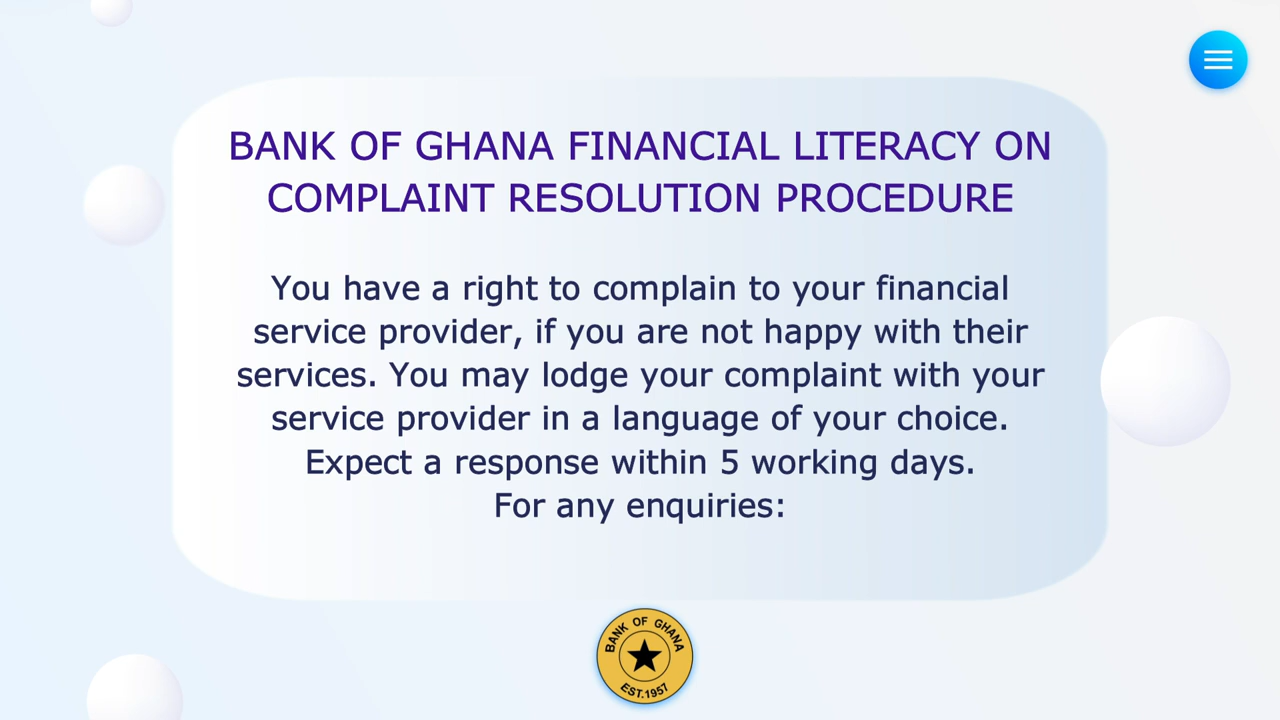 BANK OF GHANA FINANCIAL LITERACY ON
COMPLAINT RESOLUTION PROCEDURE
You have a right to complain to your financial
service provider, if you are not happy with their
services. You may lodge your complaint with your
service provider in a language of your choice.
Expect a response within 5 working days.
For any enquiries:
BANK OF GHANA
EST.1957